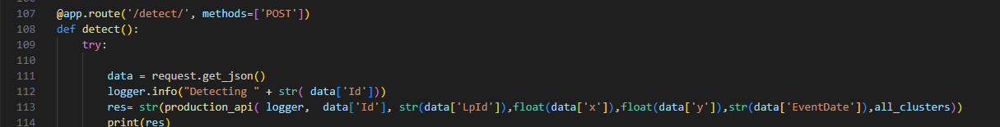 107 @app.route('/detect/', methods=['POST'])
108 def detect():
109 try:
110
111 data = request.get_json()
112 logger.info("Detecting " + str( data['Id']))
113 res= str(production_api( logger,  data['Id'], str(data['LpId']),float(data['x']),float(data['y']),str(data['EventDate']),all_clusters))
114 print(res)